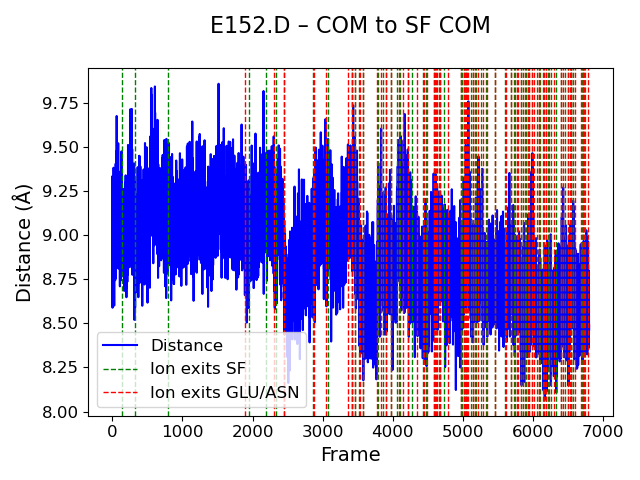 E152.D – COM to SF COM
9.75
9.50
9.25
9.00
8.75
8.50
8.25
8.00
Distance (Å)
Distance
Ion exits SF
Ion exits GLU/ASN
0 1000 2000 3000 4000 5000 6000 7000
Frame